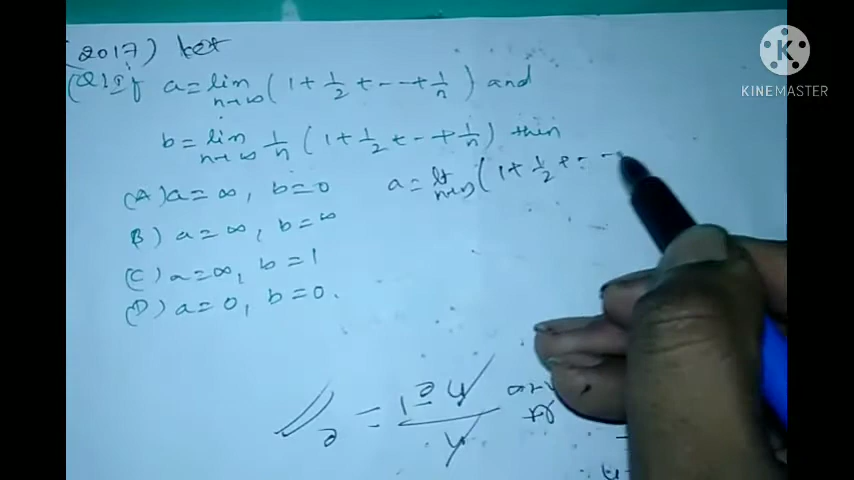 (2017) Let
(Q1) If a = lim n→∞ (1 + 1/2 + --- + 1/n) and
b = lim n→∞ 1/n (1 + 1/2 + -- + 1/n) then
(A) a = ∞, b = 0
a = lt n→∞ (1 + 1/2 + - -
B) a = ∞, b = ∞
(C) a = ∞, b = 1
(D) a = 0, b = 0.
KINEMASTER